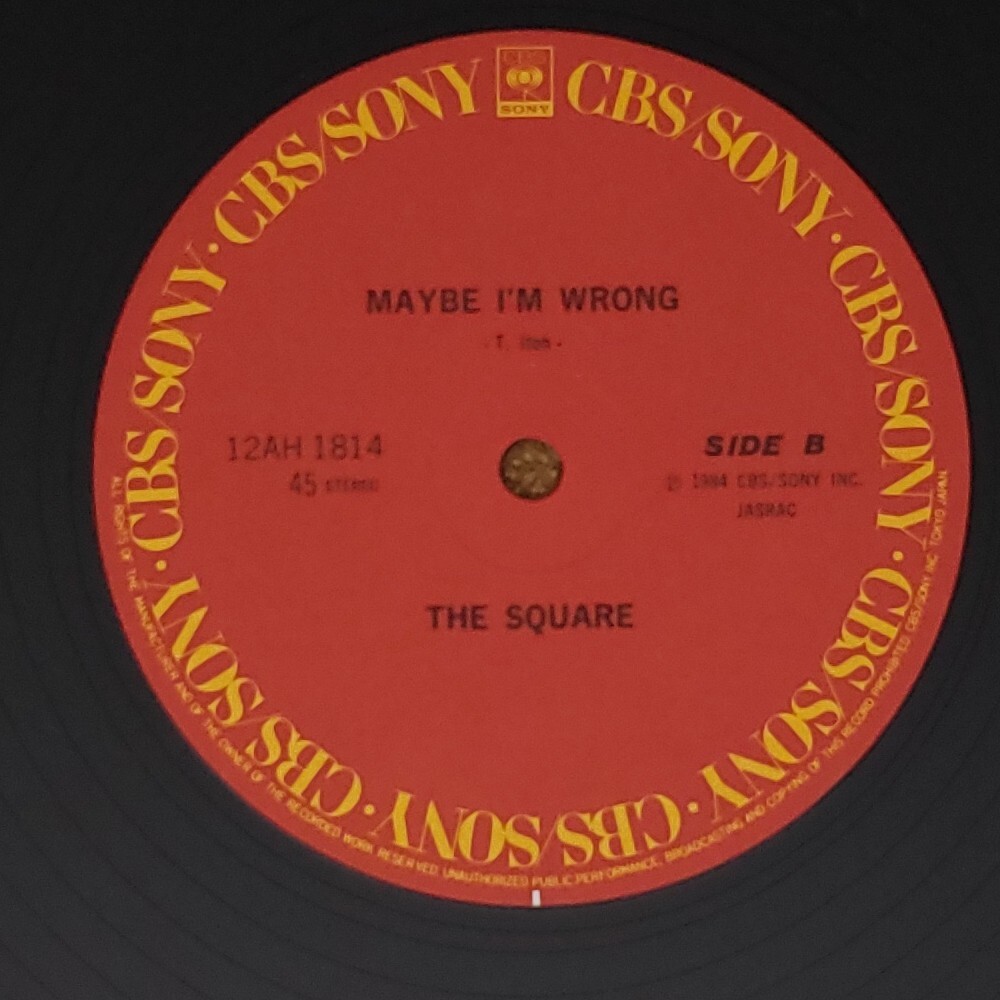 CBS
SONY
CBS/SONY · CBS/SONY · CBS/SONY · CBS/SONY · CBS/SONY · CBS/SONY · CBS/SONY · CBS/SONY
MAYBE I'M WRONG
- T. Itoh -
12AH 1814
45 STEREO
SIDE B
Ⓟ 1984 CBS/SONY INC.
JASRAC
THE SQUARE
ALL RIGHTS OF THE MANUFACTURER AND OF THE OWNER OF THE RECORDED WORK RESERVED. UNAUTHORIZED PUBLIC PERFORMANCE, BROADCASTING AND COPYING OF THIS RECORD PROHIBITED CBS/SONY INC. TOKYO JAPAN